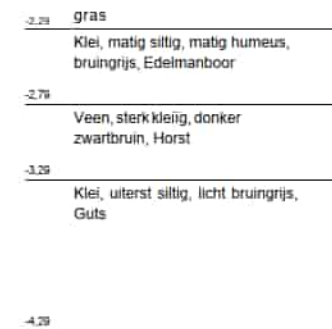 -2.29 gras
Klei, matig siltig, matig humeus,
bruingrijs, Edelmanboor
-2.79
Veen, sterk kleiig, donker
zwartbruin, Horst
-3.29
Klei, uiterst siltig, licht bruingrijs,
Guts
-4.29